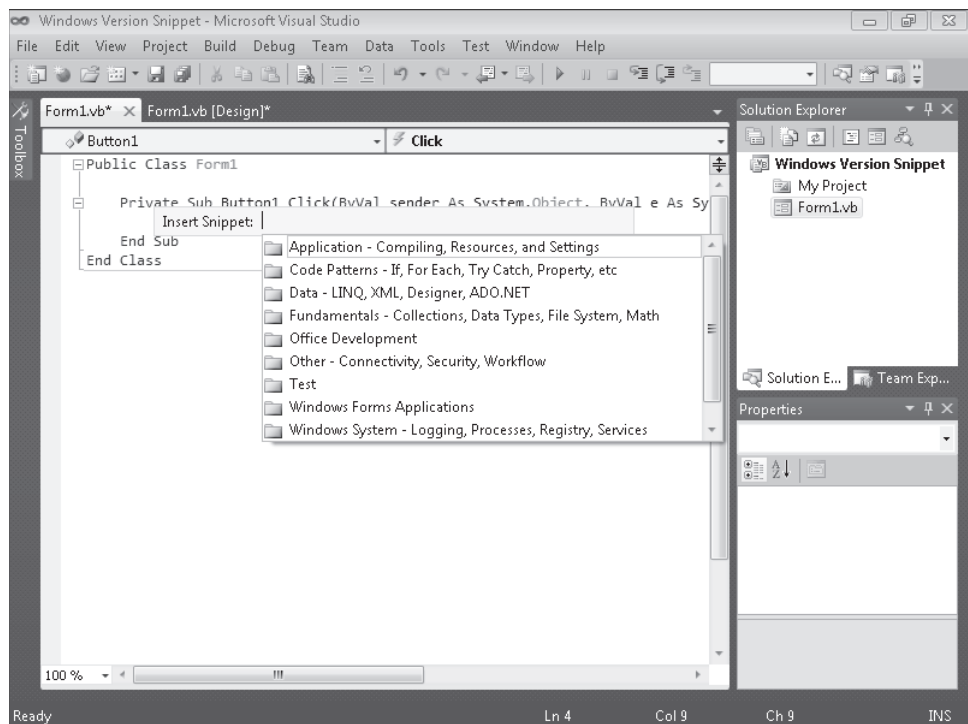 Windows Version Snippet - Microsoft Visual Studio
File Edit View Project Build Debug Team Data Tools Test Window Help
Toolbox
Form1.vb* Form1.vb [Design]*
Button1 Click
Public Class Form1
Private Sub Button1_Click(ByVal sender As System.Object, ByVal e As Sy
Insert Snippet:
End Sub
End Class
Application - Compiling, Resources, and Settings
Code Patterns - If, For Each, Try Catch, Property, etc
Data - LINQ, XML, Designer, ADO.NET
Fundamentals - Collections, Data Types, File System, Math
Office Development
Other - Connectivity, Security, Workflow
Test
Windows Forms Applications
Windows System - Logging, Processes, Registry, Services
100 %
Solution Explorer
Windows Version Snippet
My Project
Form1.vb
Solution E... Team Exp...
Properties
Ready Ln 4 Col 9 Ch 9 INS